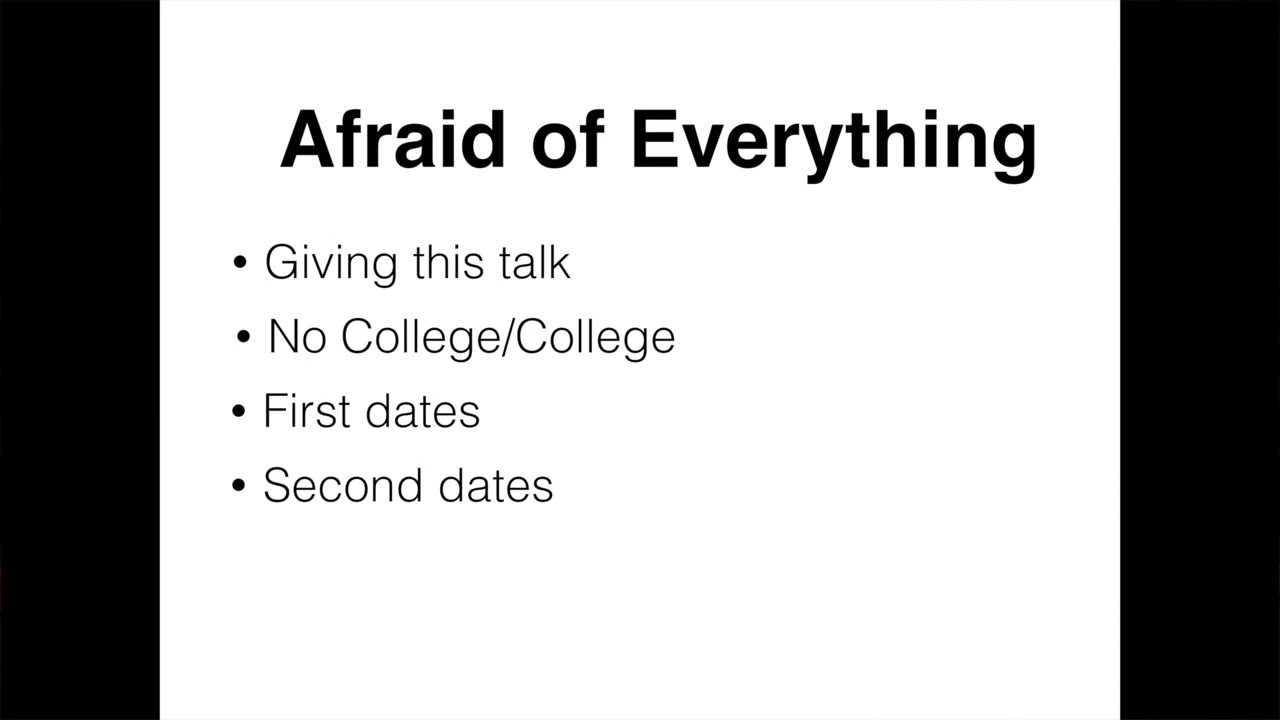 Afraid of Everything
• Giving this talk
• No College/College
• First dates
• Second dates